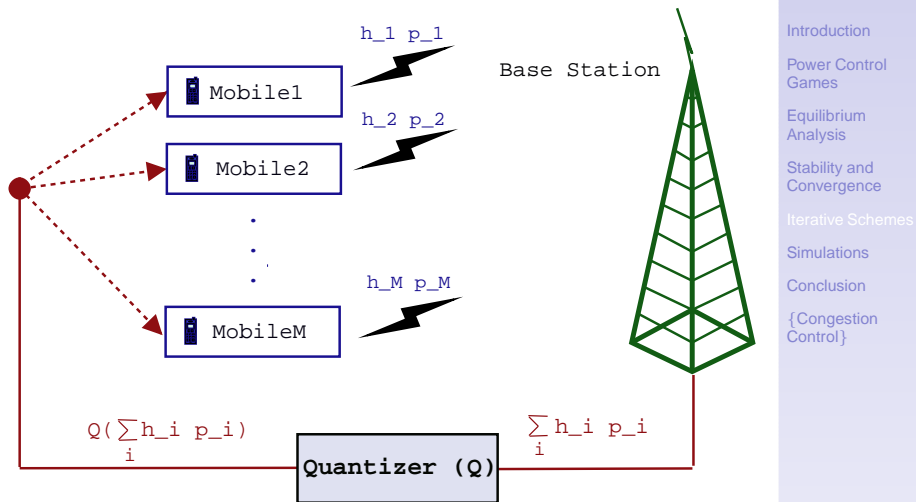 h_1 p_1
Base Station
Mobile1
h_2 p_2
Mobile2
h_M p_M
MobileM
Q(∑ h_i p_i)
i
∑ h_i p_i
i
Quantizer (Q)
Introduction
Power Control
Games
Equilibrium
Analysis
Stability and
Convergence
Iterative Schemes
Simulations
Conclusion
{Congestion
Control}